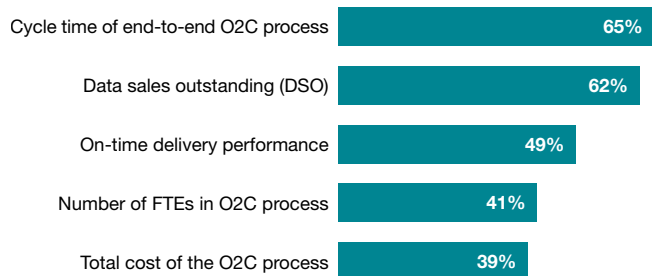 Cycle time of end-to-end O2C process 65%
Data sales outstanding (DSO) 62%
On-time delivery performance 49%
Number of FTEs in O2C process 41%
Total cost of the O2C process 39%